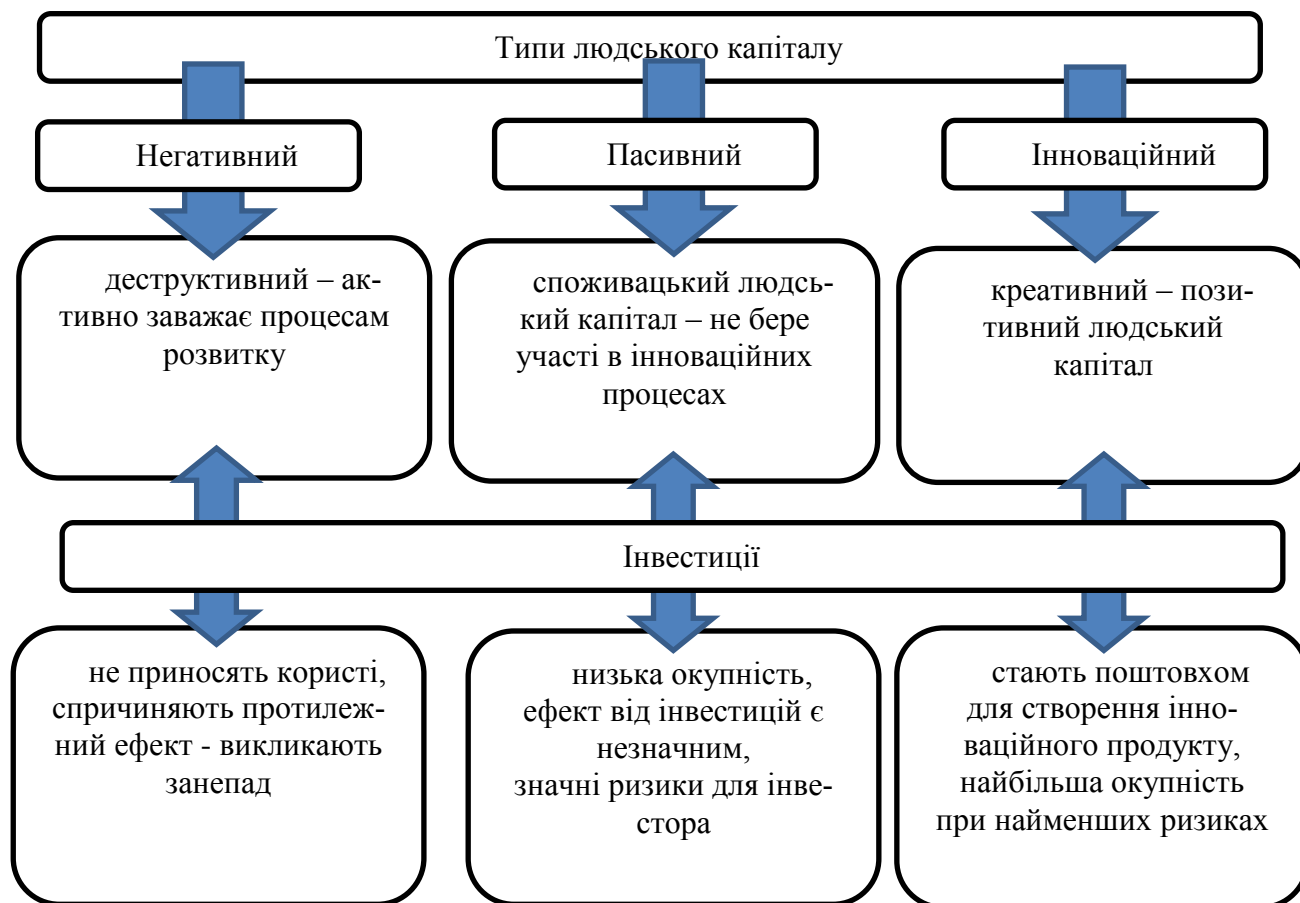 Типи людського капіталу
Негативний
Пасивний
Інноваційний
деструктивний – ак-
тивно заважає процесам
розвитку
споживацький людсь-
кий капітал – не бере
участі в інноваційних
процесах
креативний – пози-
тивний людський
капітал
Інвестиції
не приносять користі,
спричиняють протилеж-
ний ефект - викликають
занепад
низька окупність,
ефект від інвестицій є
незначним,
значні ризики для інве-
стора
стають поштовхом
для створення інно-
ваційного продукту,
найбільша окупність
при найменших ризиках